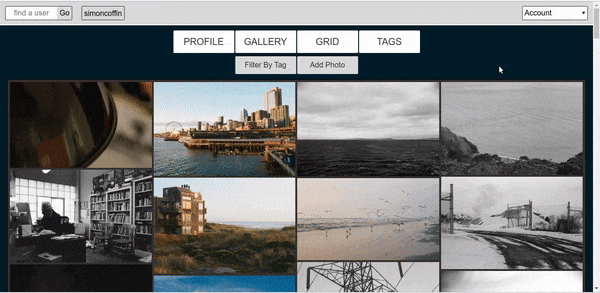 find a user Go simoncoffin Account
PROFILE GALLERY GRID TAGS
Filter By Tag Add Photo